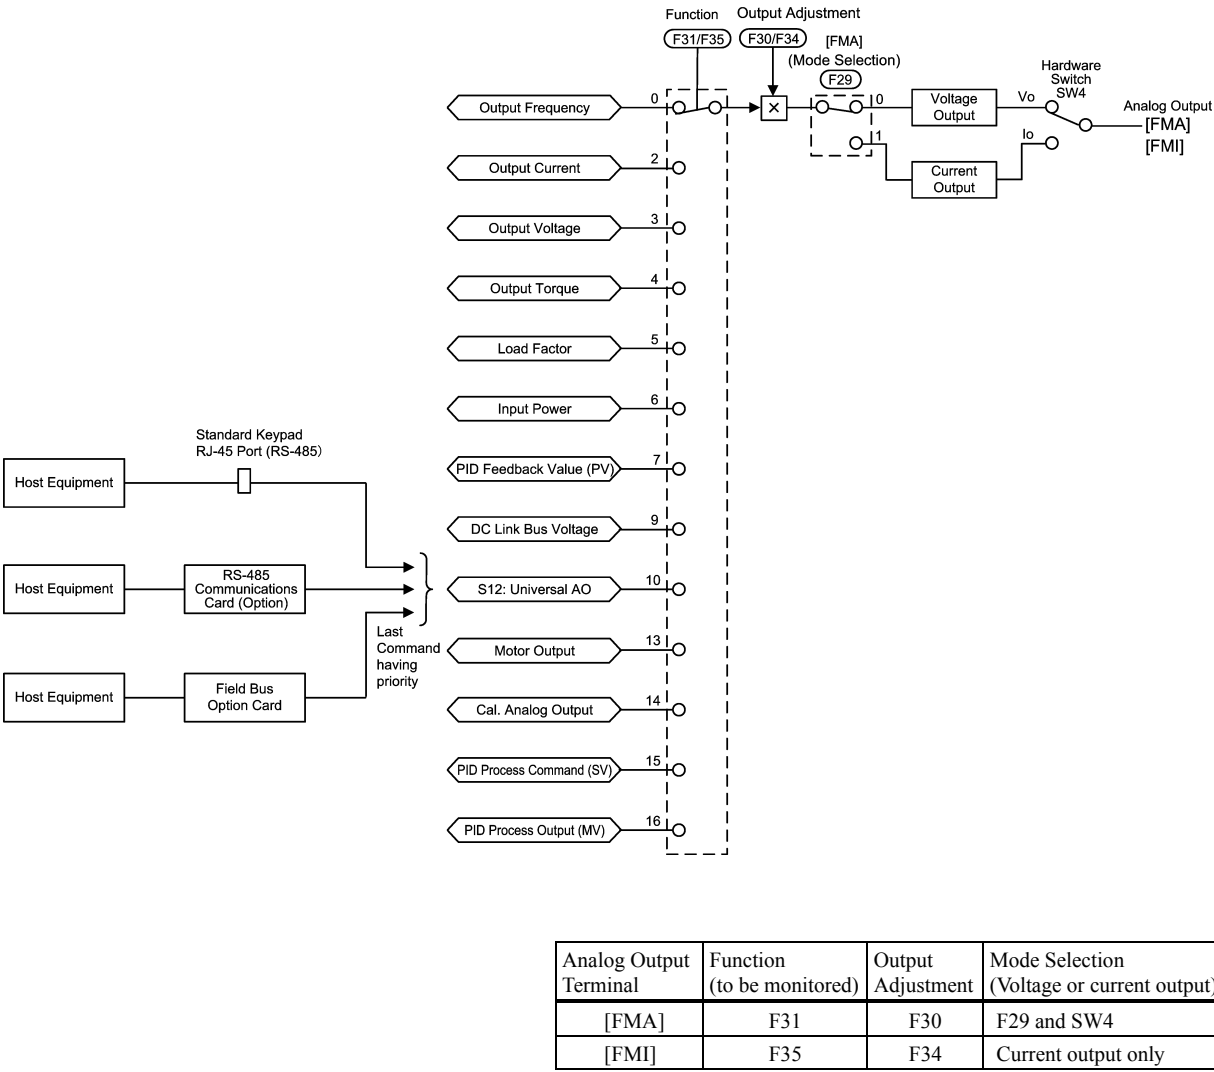 Function
Output Adjustment
F31/F35
F30/F34
[FMA]
(Mode Selection)
F29
Hardware
Switch
SW4
Output Frequency
0
×
0
Voltage
Output
Vo
Analog Output
[FMA]
[FMI]
1
Current
Output
Io
Output Current
2
Output Voltage
3
Output Torque
4
Load Factor
5
Input Power
6
Standard Keypad
RJ-45 Port (RS-485)
Host Equipment
PID Feedback Value (PV)
7
DC Link Bus Voltage
9
Host Equipment
RS-485
Communications
Card (Option)
S12: Universal AO
10
Last
Command
having
priority
Motor Output
13
Host Equipment
Field Bus
Option Card
Cal. Analog Output
14
PID Process Command (SV)
15
PID Process Output (MV)
16
Analog Output
Terminal
Function
(to be monitored)
Output
Adjustment
Mode Selection
(Voltage or current output)
[FMA] F31 F30 F29 and SW4
[FMI] F35 F34 Current output only